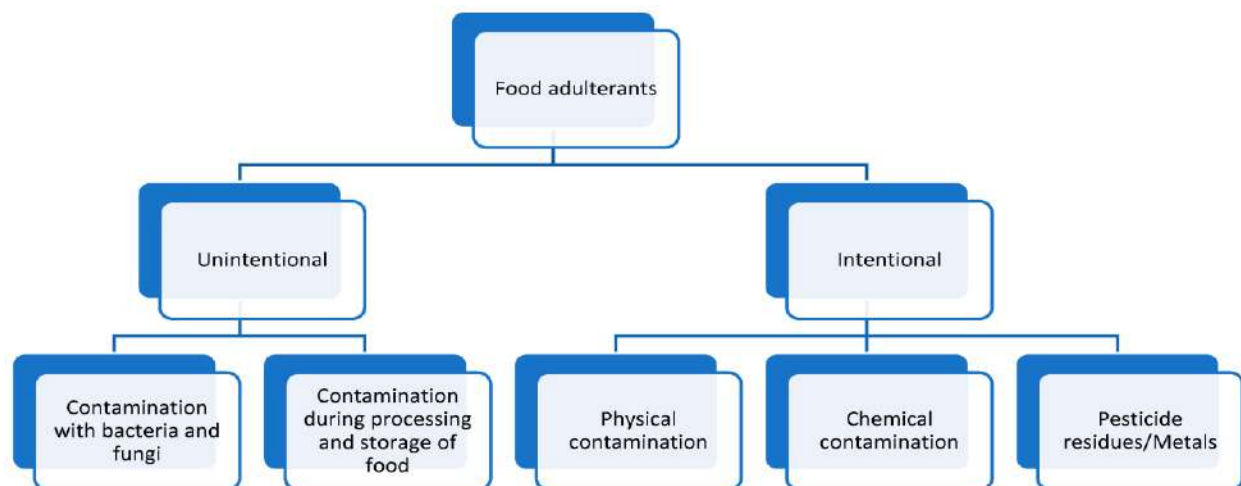 Food adulterants
Unintentional
Intentional
Contamination
with bacteria and
fungi
Contamination
during processing
and storage of
food
Physical
contamination
Chemical
contamination
Pesticide
residues/Metals